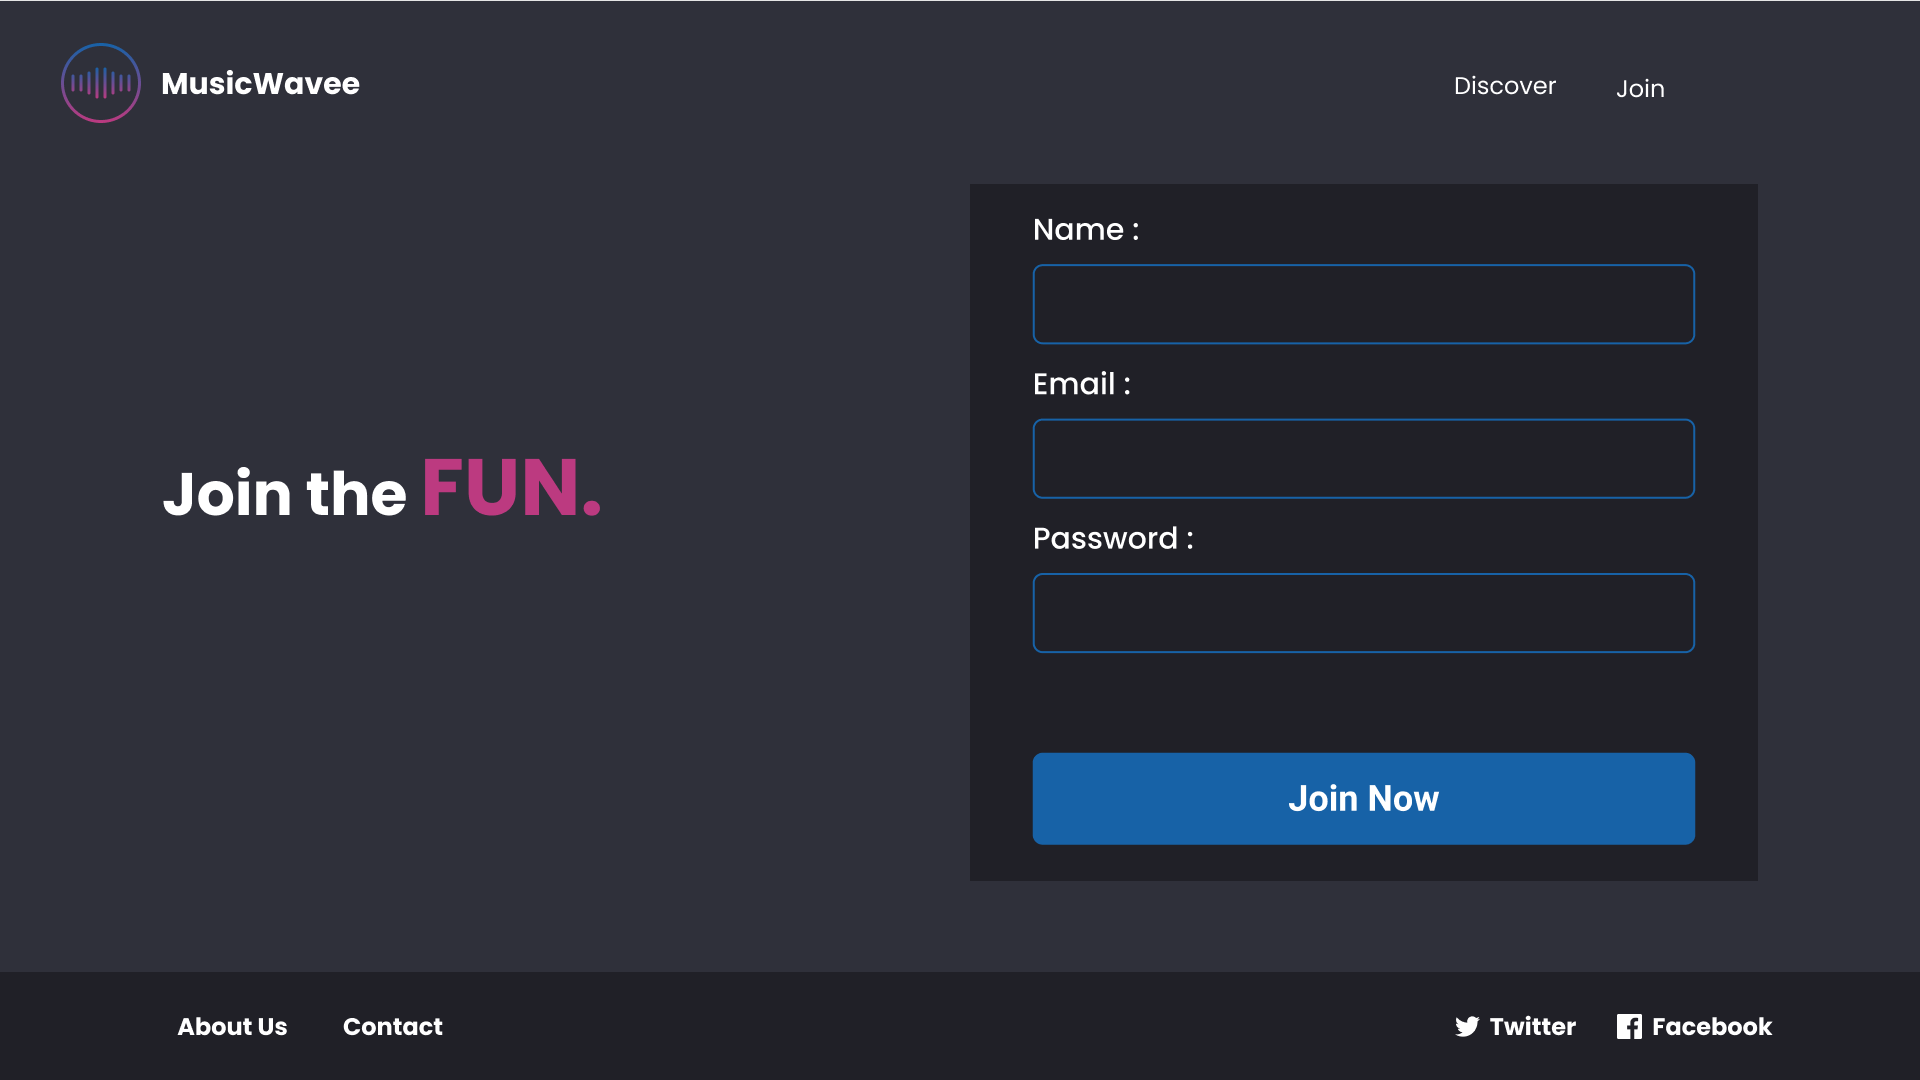 MusicWavee
Discover
Join
Join the FUN.
Name :
Email :
Password :
Join Now
About Us
Contact
Twitter
Facebook